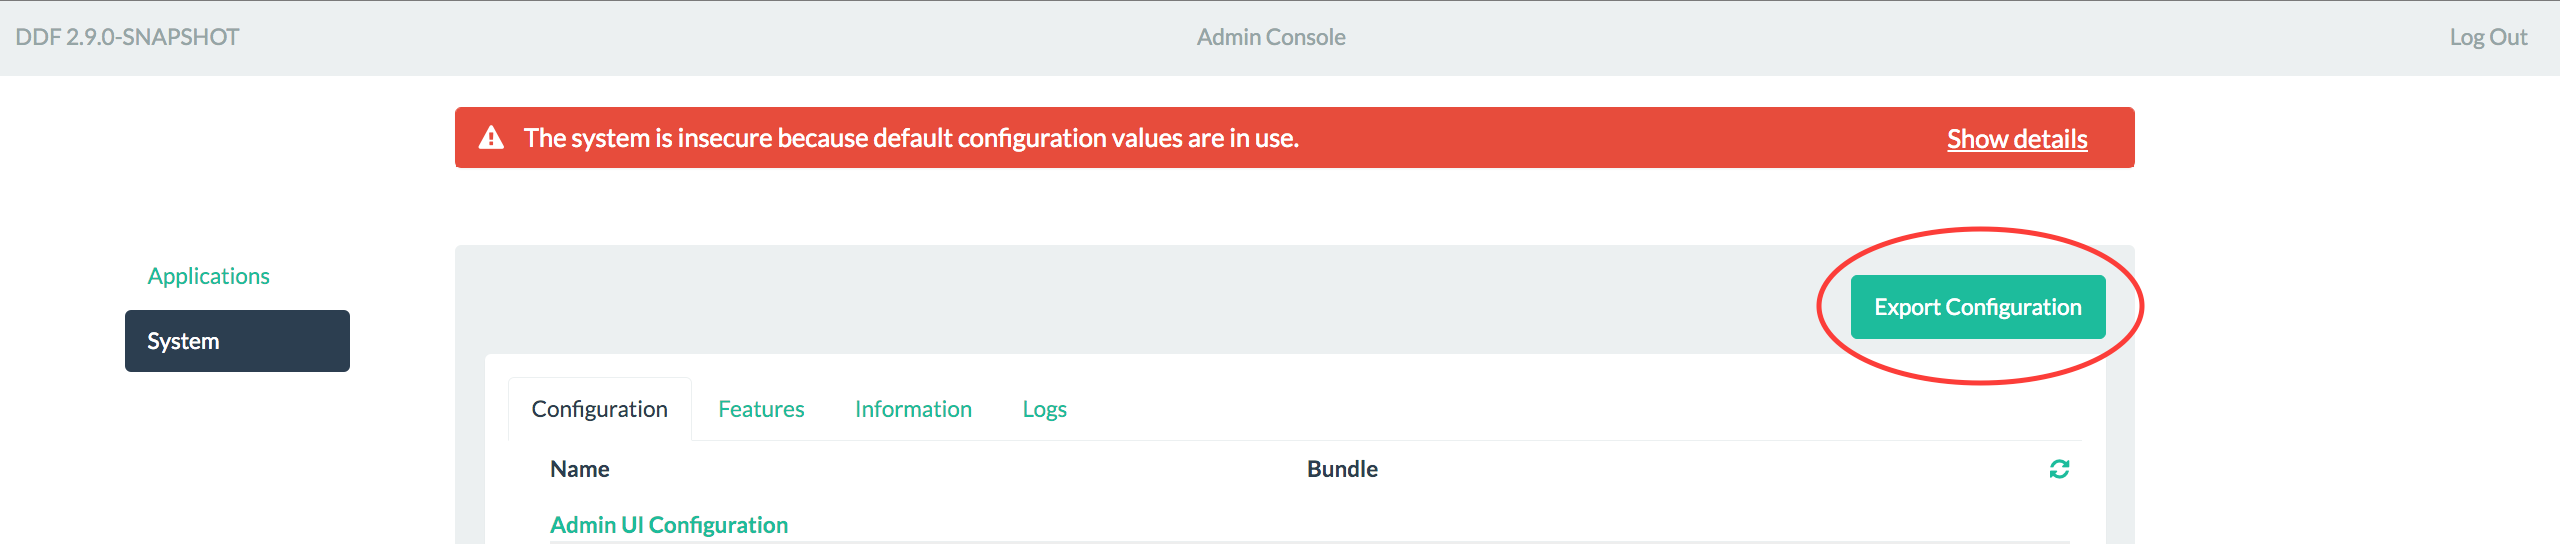 DDF 2.9.0-SNAPSHOT Admin Console Log Out
The system is insecure because default configuration values are in use. Show details
Applications
System
Export Configuration
Configuration Features Information Logs
Name Bundle
Admin UI Configuration